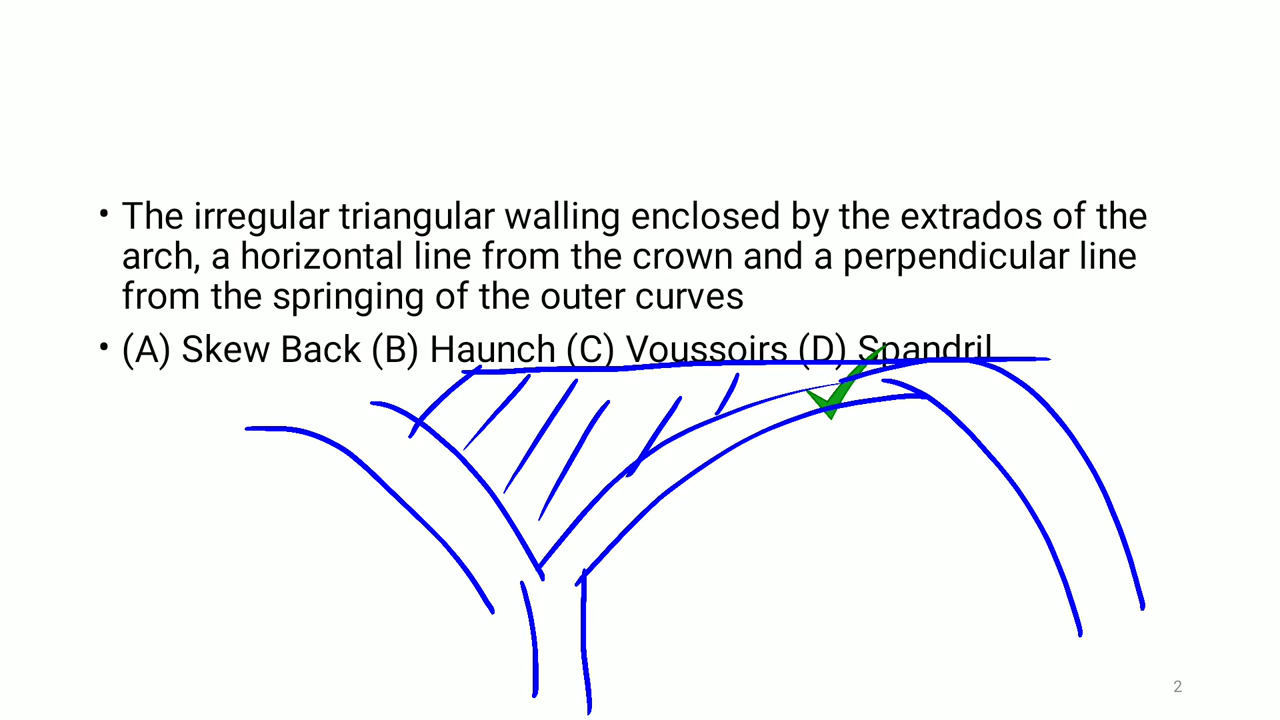 • The irregular triangular walling enclosed by the extrados of the
arch, a horizontal line from the crown and a perpendicular line
from the springing of the outer curves
• (A) Skew Back (B) Haunch (C) Voussoirs (D) Spandril
2